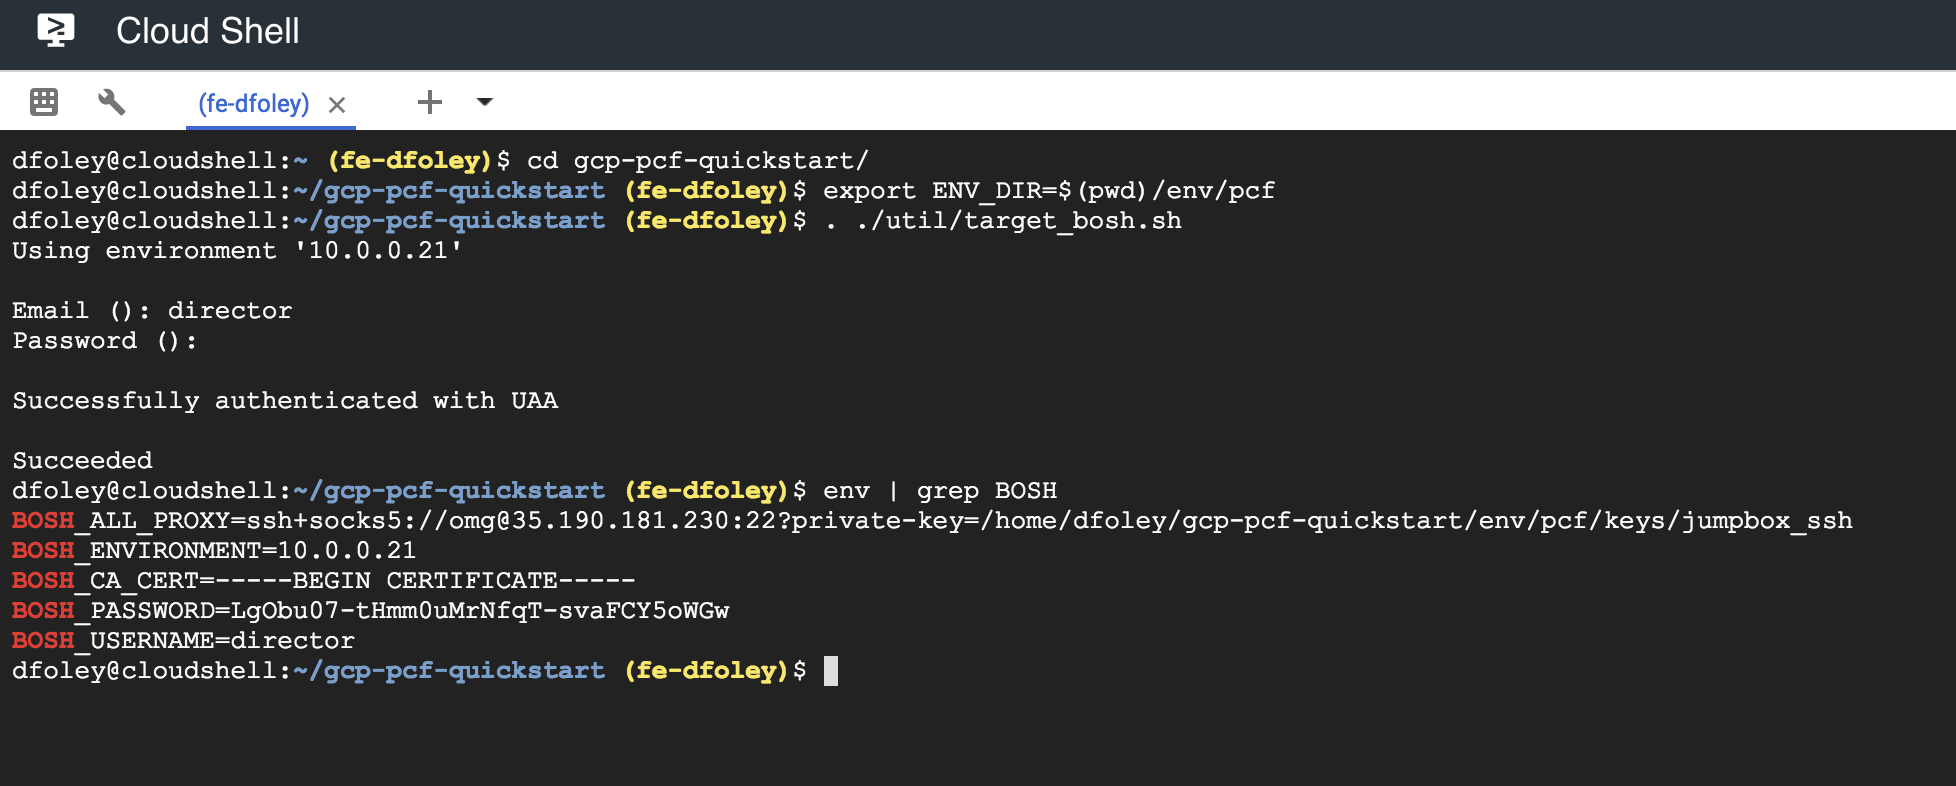 Cloud Shell
(fe-dfoley)
dfoley@cloudshell:~ (fe-dfoley)$ cd gcp-pcf-quickstart/
dfoley@cloudshell:~/gcp-pcf-quickstart (fe-dfoley)$ export ENV_DIR=$(pwd)/env/pcf
dfoley@cloudshell:~/gcp-pcf-quickstart (fe-dfoley)$ . ./util/target_bosh.sh
Using environment '10.0.0.21'
Email (): director
Password ():
Successfully authenticated with UAA
Succeeded
dfoley@cloudshell:~/gcp-pcf-quickstart (fe-dfoley)$ env | grep BOSH
BOSH_ALL_PROXY=ssh+socks5://omg@35.190.181.230:22?private-key=/home/dfoley/gcp-pcf-quickstart/env/pcf/keys/jumpbox_ssh
BOSH_ENVIRONMENT=10.0.0.21
BOSH_CA_CERT=-----BEGIN CERTIFICATE-----
BOSH_PASSWORD=LgObu07-tHmm0uMrNfqT-svaFCY5oWGw
BOSH_USERNAME=director
dfoley@cloudshell:~/gcp-pcf-quickstart (fe-dfoley)$